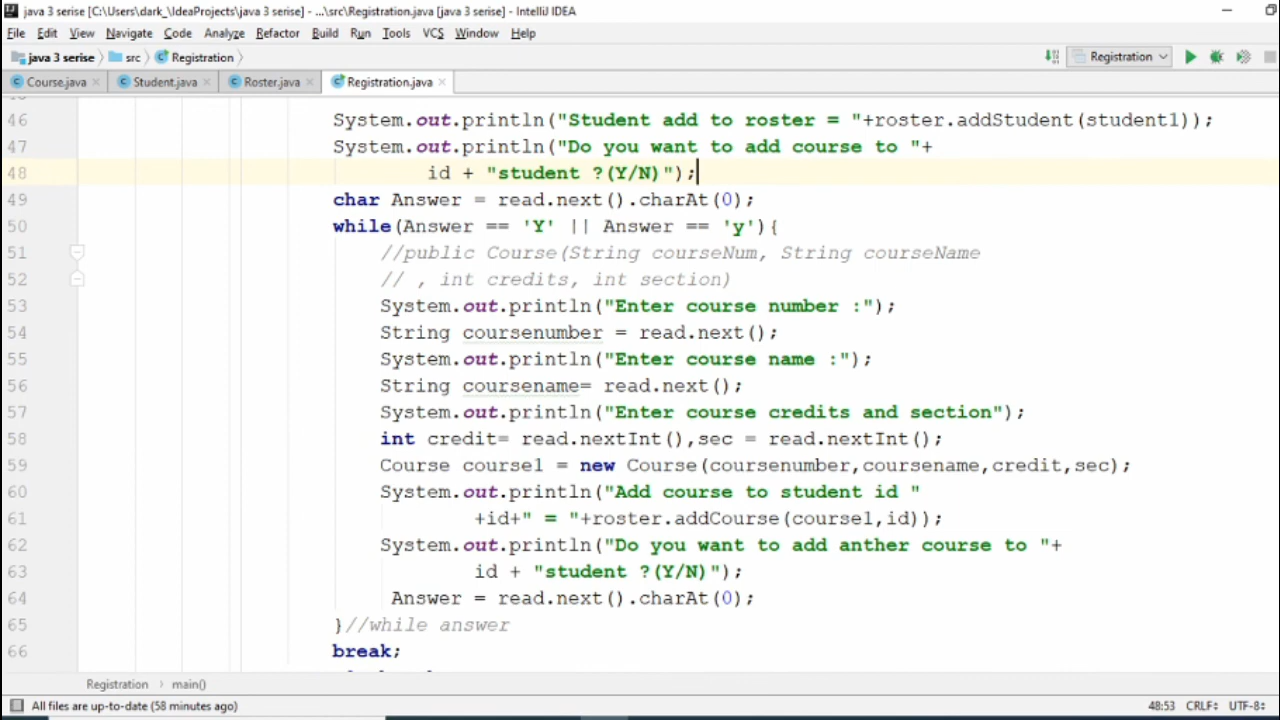 java 3 serise [C:\Users\dark_\IdeaProjects\java 3 serise] - ...\src\Registration.java [java 3 serise] - IntelliJ IDEA
File Edit View Navigate Code Analyze Refactor Build Run Tools VCS Window Help
java 3 serise src Registration Registration
Course.java Student.java Roster.java Registration.java
46 System.out.println("Student add to roster = "+roster.addStudent(student1));
47 System.out.println("Do you want to add course to "+
48 id + "student ?(Y/N)");
49 char Answer = read.next().charAt(0);
50 while(Answer == 'Y' || Answer == 'y'){
51 //public Course(String courseNum, String courseName
52 // , int credits, int section)
53 System.out.println("Enter course number :");
54 String coursenumber = read.next();
55 System.out.println("Enter course name :");
56 String coursename= read.next();
57 System.out.println("Enter course credits and section");
58 int credit= read.nextInt(),sec = read.nextInt();
59 Course course1 = new Course(coursenumber,coursename,credit,sec);
60 System.out.println("Add course to student id "
61 +id+" = "+roster.addCourse(course1,id));
62 System.out.println("Do you want to add anther course to "+
63 id + "student ?(Y/N)");
64 Answer = read.next().charAt(0);
65 }//while answer
66 break;
Registration main()
All files are up-to-date (58 minutes ago) 48:53 CRLF UTF-8